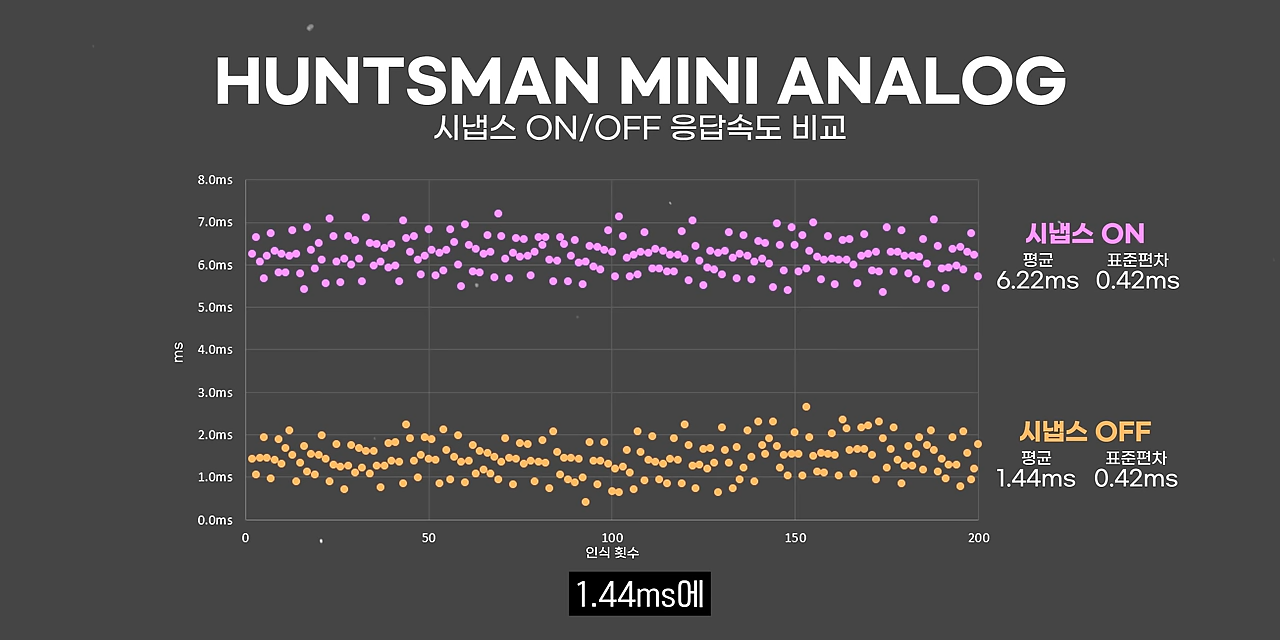 HUNTSMAN MINI ANALOG
시냅스 ON/OFF 응답속도 비교
8.0ms
7.0ms
6.0ms
5.0ms
4.0ms
3.0ms
2.0ms
1.0ms
0.0ms
ms
0 50 100 150 200
인식 횟수
시냅스 ON
평균 표준편차
6.22ms 0.42ms
시냅스 OFF
평균 표준편차
1.44ms 0.42ms
1.44ms에